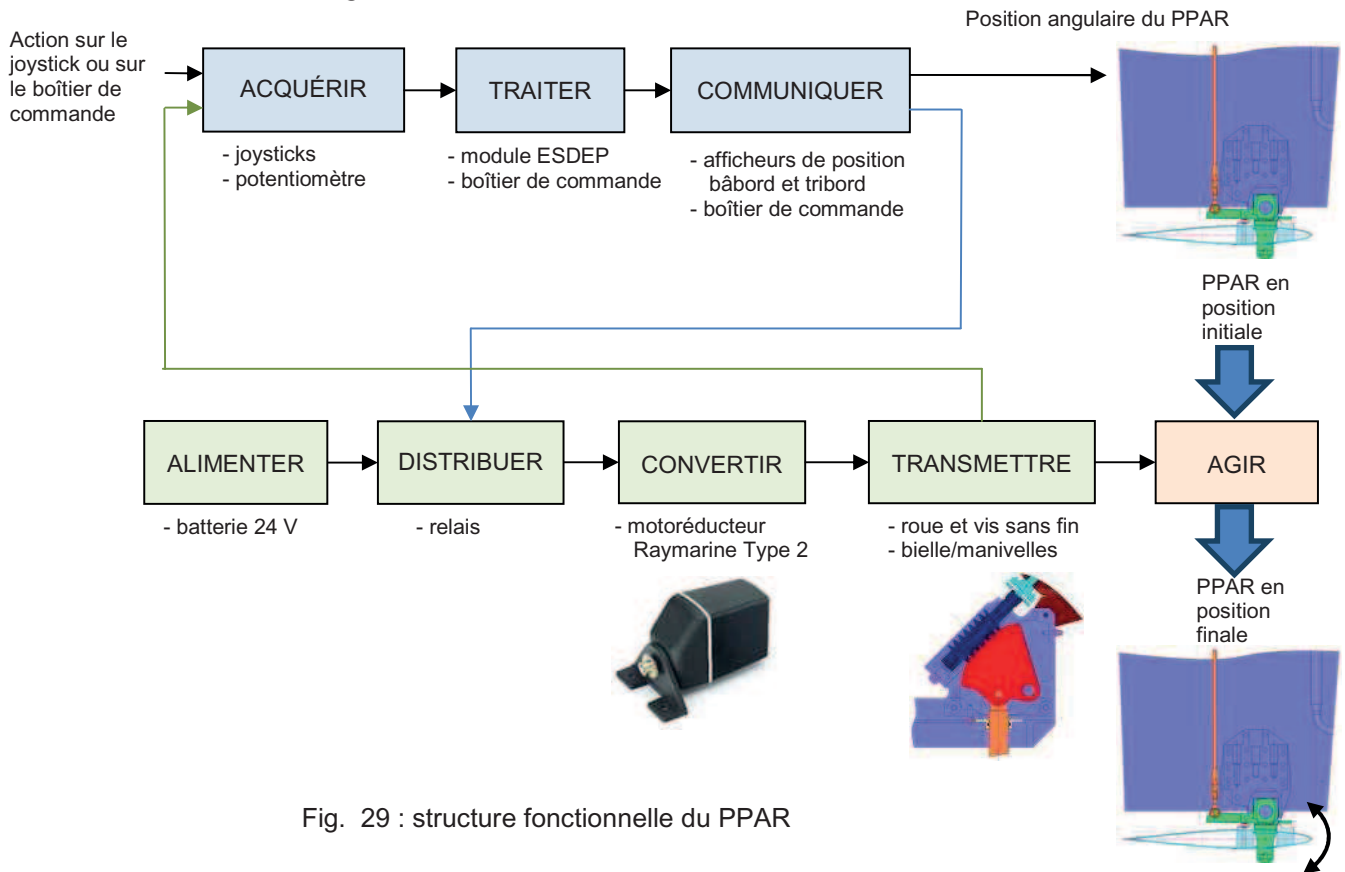 Position angulaire du PPAR
Action sur le
joystick ou sur
le boîtier de
commande
ACQUÉRIR
TRAITER
COMMUNIQUER
- joysticks
- potentiomètre
- module ESDEP
- boîtier de commande
- afficheurs de position
bâbord et tribord
- boîtier de commande
PPAR en
position
initiale
ALIMENTER
DISTRIBUER
CONVERTIR
TRANSMETTRE
AGIR
- batterie 24 V
- relais
- motoréducteur
Raymarine Type 2
- roue et vis sans fin
- bielle/manivelles
PPAR en
position
finale
Fig. 29 : structure fonctionnelle du PPAR